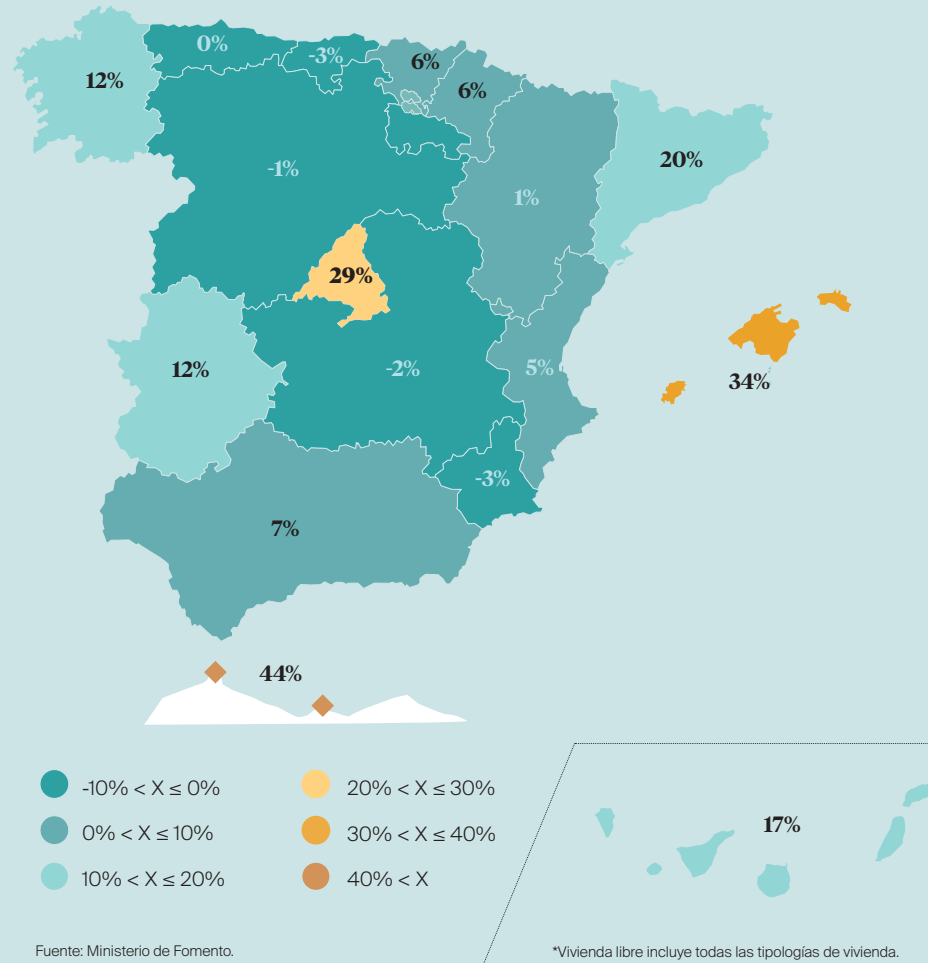 0%
-3%
6%
12%
6%
20%
-1%
1%
29%
34%
12%
-2%
5%
-3%
7%
44%
-10% < X ≤ 0%
0% < X ≤ 10%
10% < X ≤ 20%
20% < X ≤ 30%
30% < X ≤ 40%
40% < X
17%
Fuente: Ministerio de Fomento.
*Vivienda libre incluye todas las tipologías de vivienda.